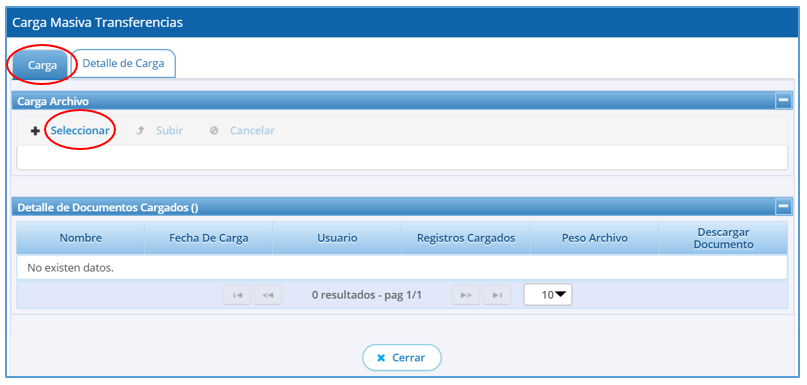 Carga Masiva Transferencias
Carga Detalle de Carga
Carga Archivo
Seleccionar Subir Cancelar
Detalle de Documentos Cargados ()
Nombre Fecha De Carga Usuario Registros Cargados Peso Archivo Descargar Documento
No existen datos.
0 resultados - pag 1/1 10
Cerrar